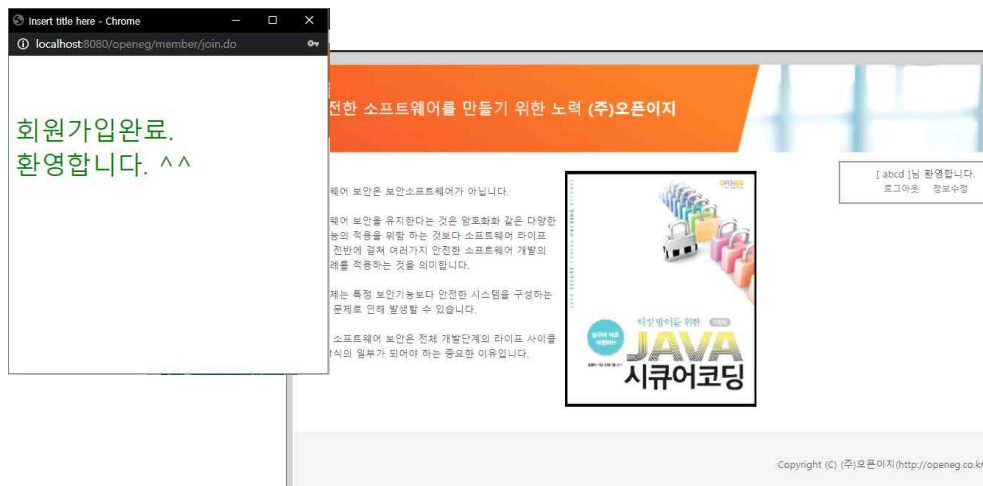 Insert title here - Chrome
localhost:8080/openeg/member/join.do
회원가입완료.
환영합니다. ^^
전한 소프트웨어를 만들기 위한 노력 (주)오픈이지
[ abcd ]님 환영합니다.
로그아웃 정보수정
웨어 보안은 보안소프트웨어가 아닙니다.
웨어 보안을 유지한다는 것은 암호화화 같은 다양한
능의 적용을 위함 하는 것보다 소프트웨어 라이프
전반에 걸쳐 여러가지 안전한 소프트웨어 개발의
례를 적용하는 것을 의미합니다.
제는 특정 보안기능보다 안전한 시스템을 구성하는
문제로 인해 발생할 수 있습니다.
소프트웨어 보안은 전체 개발단계의 라이프 사이클
식의 일부가 되어야 하는 중요한 이유입니다.
OPENEG
해킹 방어를 위한
JAVA
시큐어코딩
Copyright (C) (주)오픈이지(http://openeg.co.kr